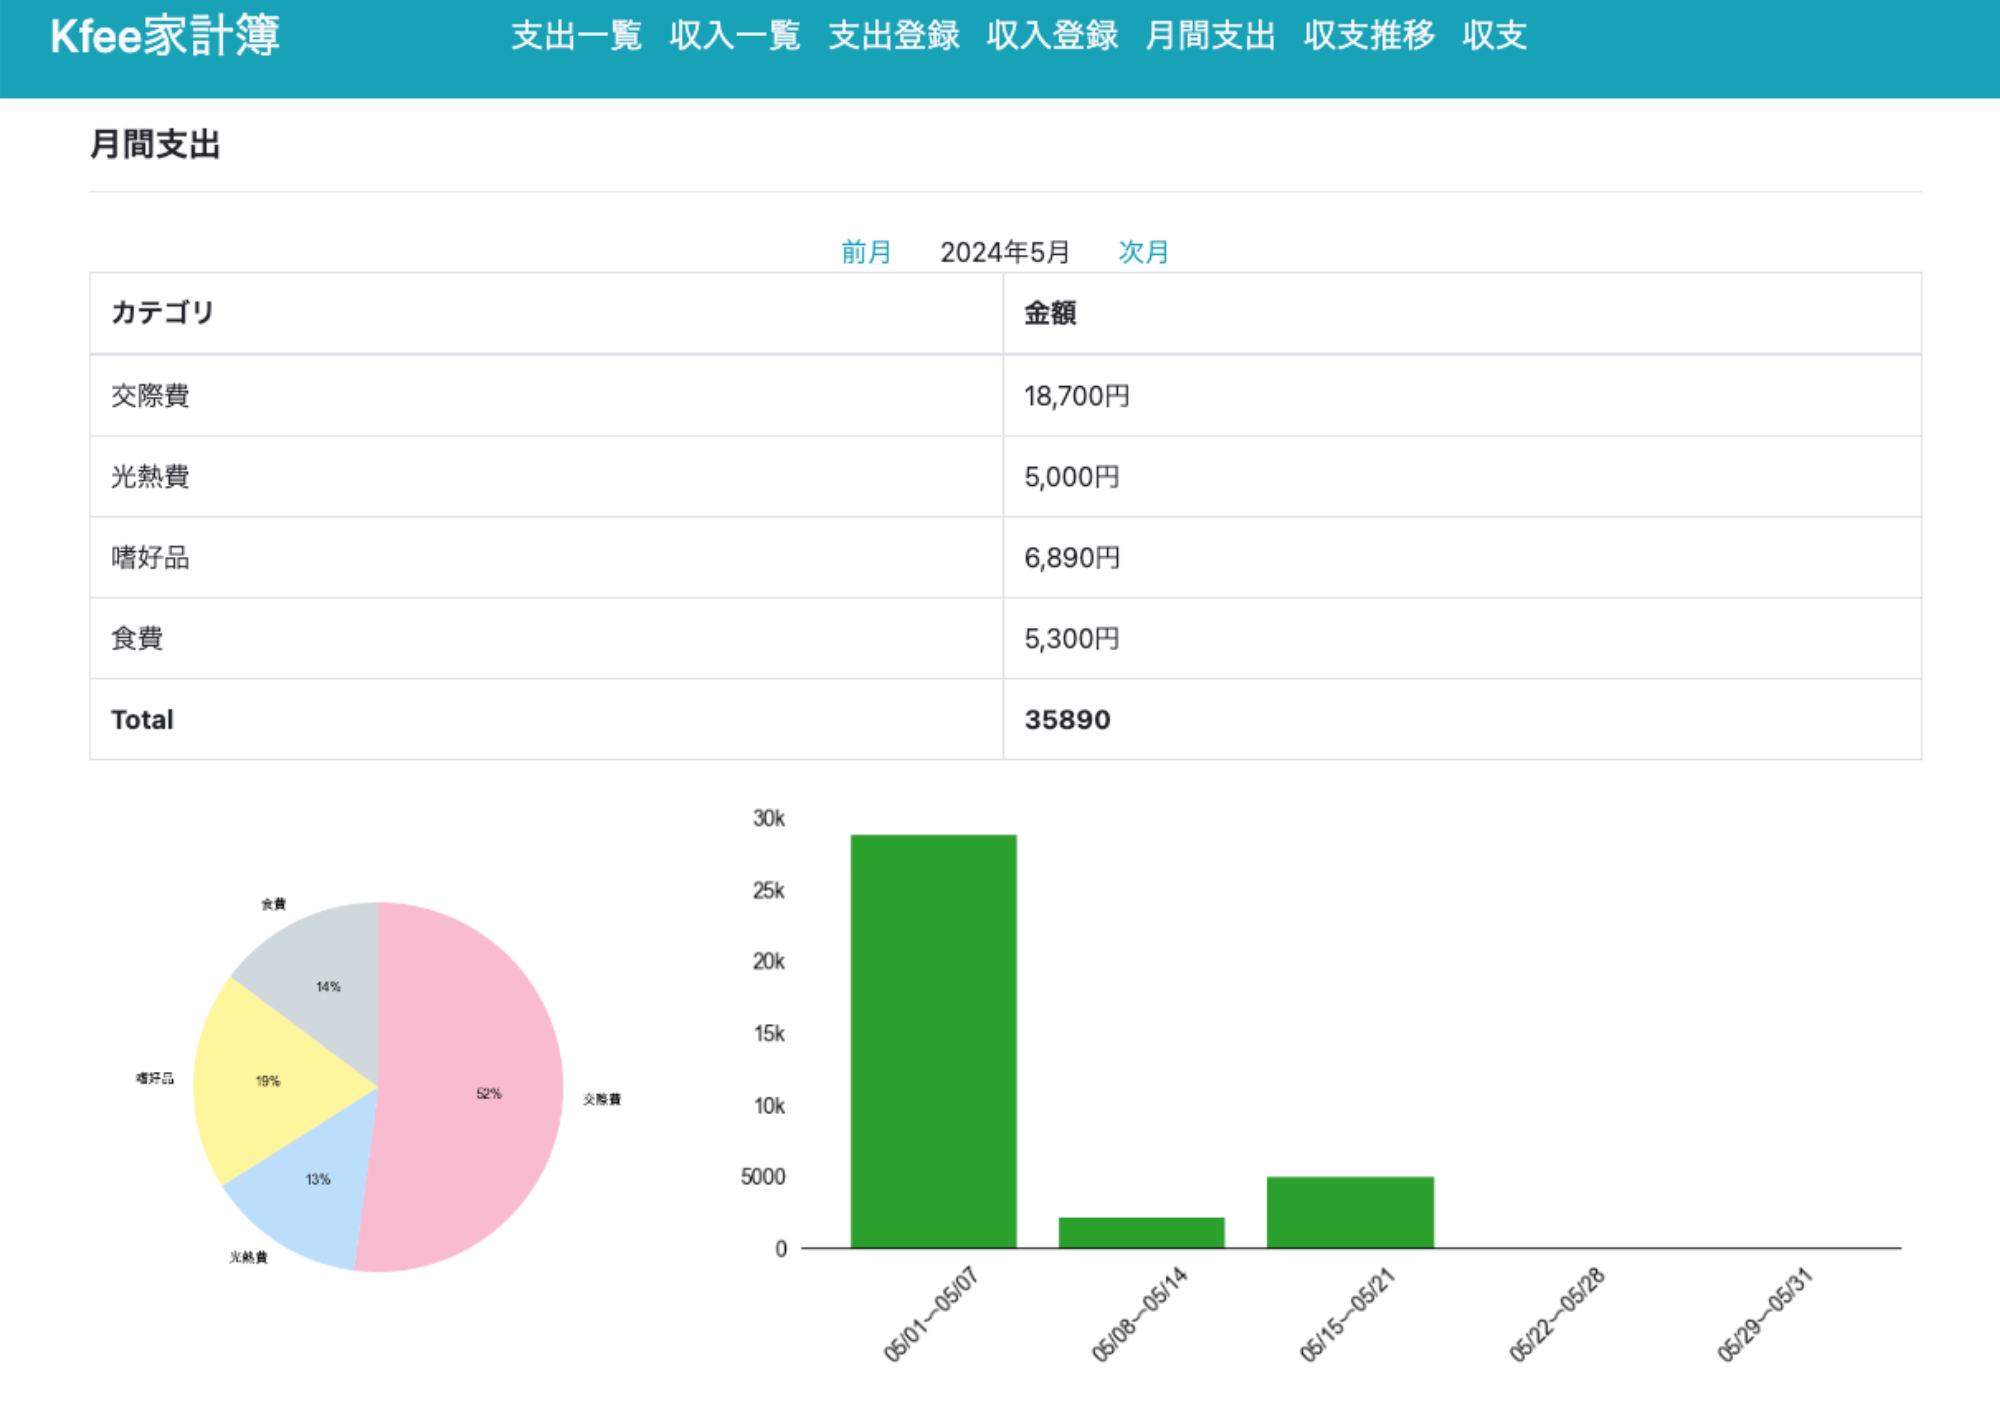 Kfee家計簿
支出一覧 収入一覧 支出登録 収入登録 月間支出 収支推移 収支
月間支出
前月 2024年5月 次月
カテゴリ 金額
交際費 18,700円
光熱費 5,000円
嗜好品 6,890円
食費 5,300円
Total 35890
食費
14%
嗜好品
19%
52%
交際費
13%
光熱費
30k
25k
20k
15k
10k
5000
0
05/01〜05/07
05/08〜05/14
05/15〜05/21
05/22〜05/28
05/29〜05/31